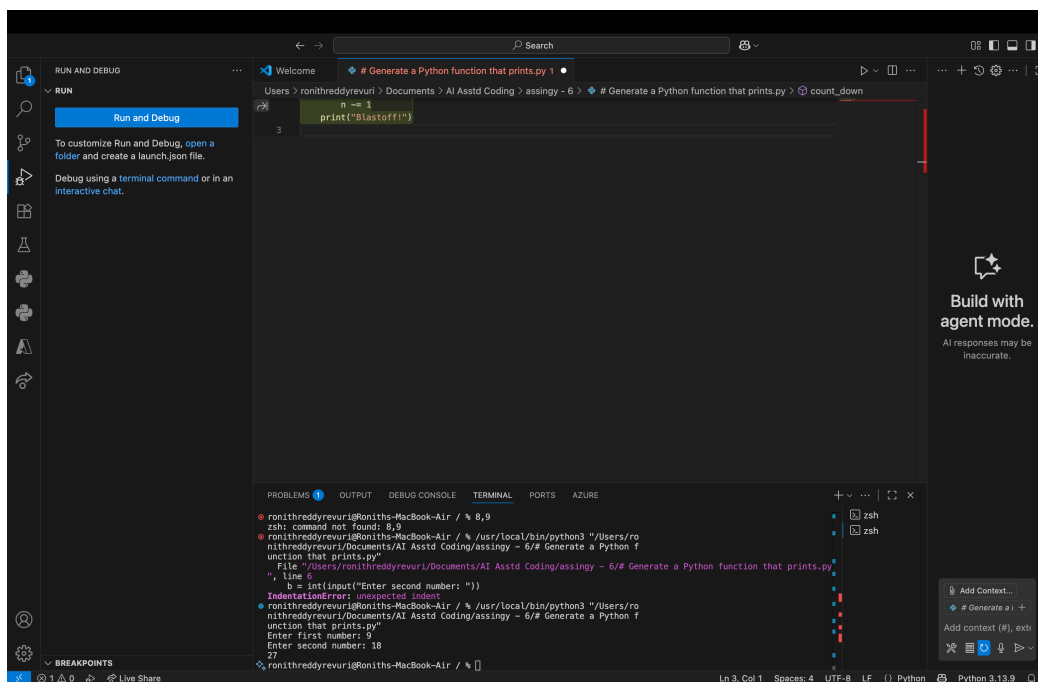 Search
RUN AND DEBUG
RUN
Run and Debug
To customize Run and Debug, open a
folder and create a launch.json file.
Debug using a terminal command or in an
interactive chat.
BREAKPOINTS
Welcome
# Generate a Python function that prints.py 1
Users > ronithreddyrevuri > Documents > AI Asstd Coding > assingy - 6 > # Generate a Python function that prints.py > count_down
n -= 1
print("Blastoff!")
3
PROBLEMS 1 OUTPUT DEBUG CONSOLE TERMINAL PORTS AZURE
ronithreddyrevuri@Roniths-MacBook-Air / % 8,9
zsh: command not found: 8,9
ronithreddyrevuri@Roniths-MacBook-Air / % /usr/local/bin/python3 "/Users/ro
nithreddyrevuri/Documents/AI Asstd Coding/assingy - 6/# Generate a Python f
unction that prints.py"
File "/Users/ronithreddyrevuri/Documents/AI Asstd Coding/assingy - 6/# Generate a Python function that prints.py
", line 6
b = int(input("Enter second number: "))
IndentationError: unexpected indent
ronithreddyrevuri@Roniths-MacBook-Air / % /usr/local/bin/python3 "/Users/ro
nithreddyrevuri/Documents/AI Asstd Coding/assingy - 6/# Generate a Python f
unction that prints.py"
Enter first number: 9
Enter second number: 18
27
ronithreddyrevuri@Roniths-MacBook-Air / %
zsh
zsh
Build with
agent mode.
AI responses may be
inaccurate.
Add Context...
# Generate a
Add context (#), exte
1
1 0 Live Share
Ln 3, Col 1 Spaces: 4 UTF-8 LF {} Python Python 3.13.9